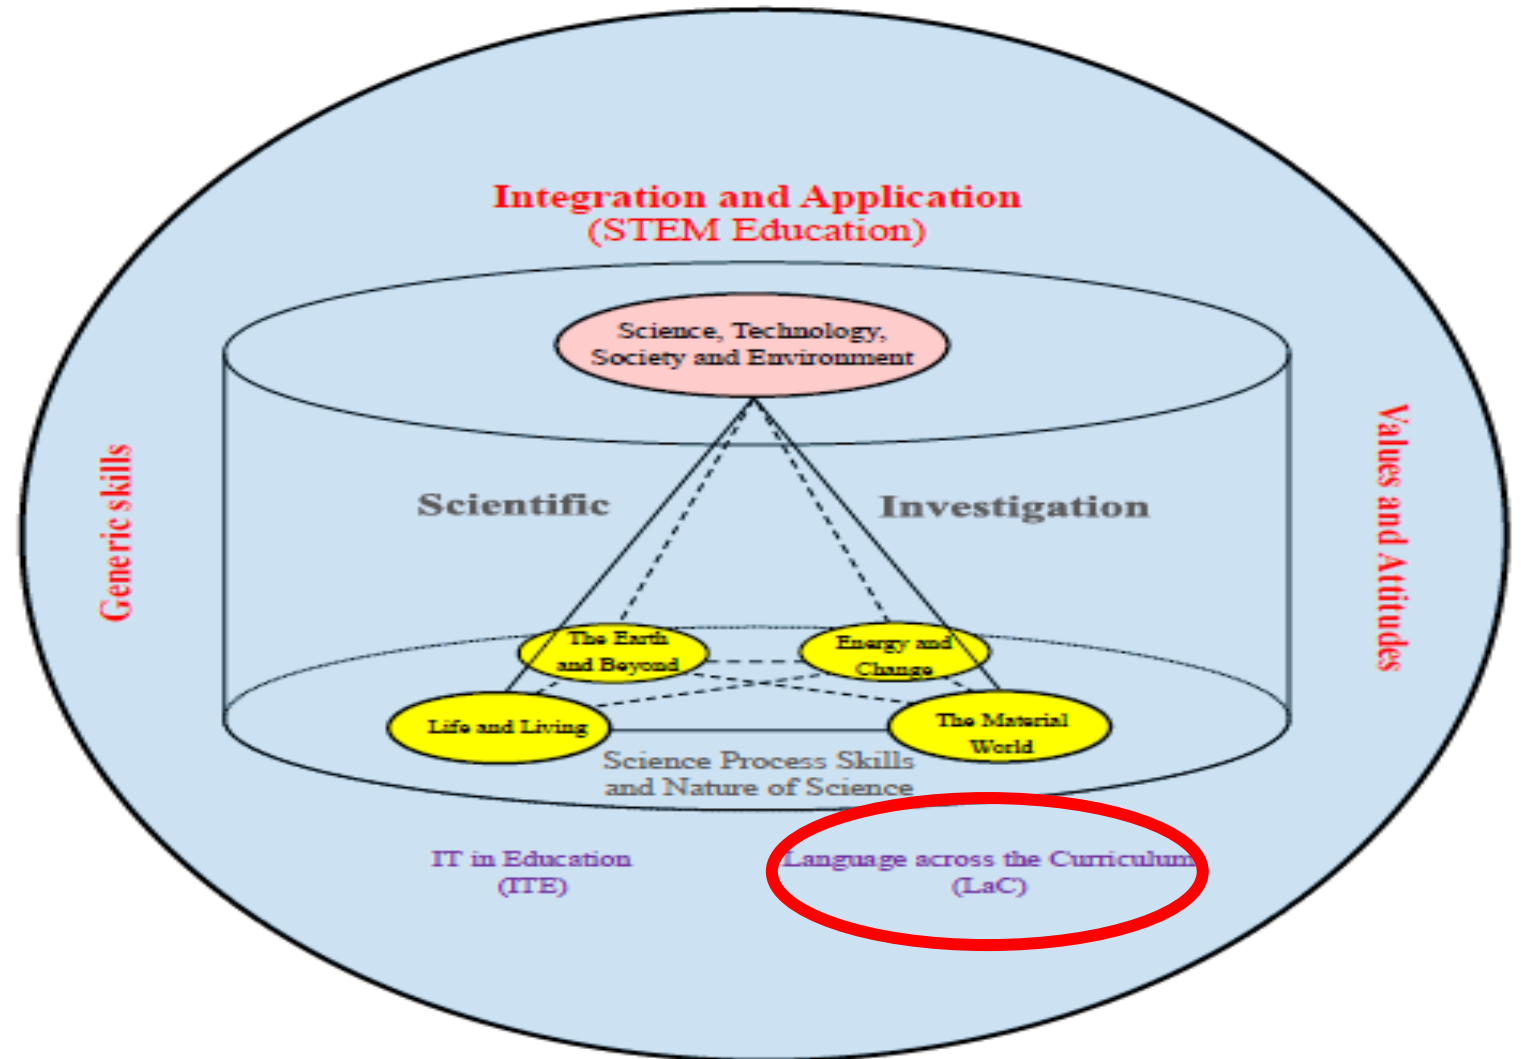 Integration and Application
(STEM Education)
Science, Technology,
Society and Environment
Generic skills
Scientific
Investigation
Values and Attitudes
The Earth
and Beyond
Energy and
Change
Life and Living
The Material
World
Science Process Skills
and Nature of Science
IT in Education
(ITE)
Language across the Curriculum
(LaC)